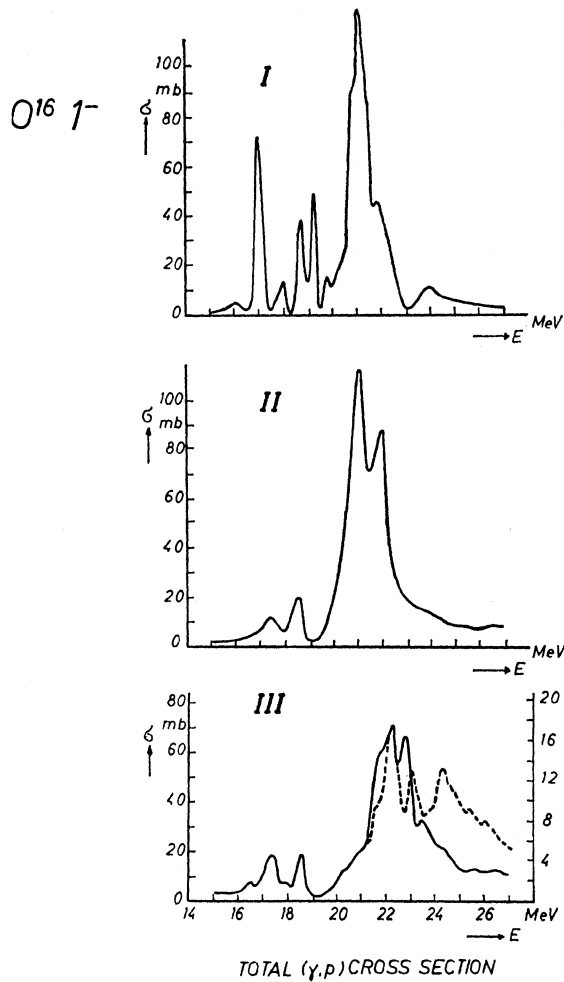 O¹⁶ 1⁻
I
σ
mb
100
80
60
40
20
0
MeV
E
II
σ
mb
100
80
60
40
20
0
MeV
E
III
σ
mb
80
60
40
20
0
20
16
12
8
4
14 16 18 20 22 24 26 MeV
E
TOTAL (γ,p) CROSS SECTION